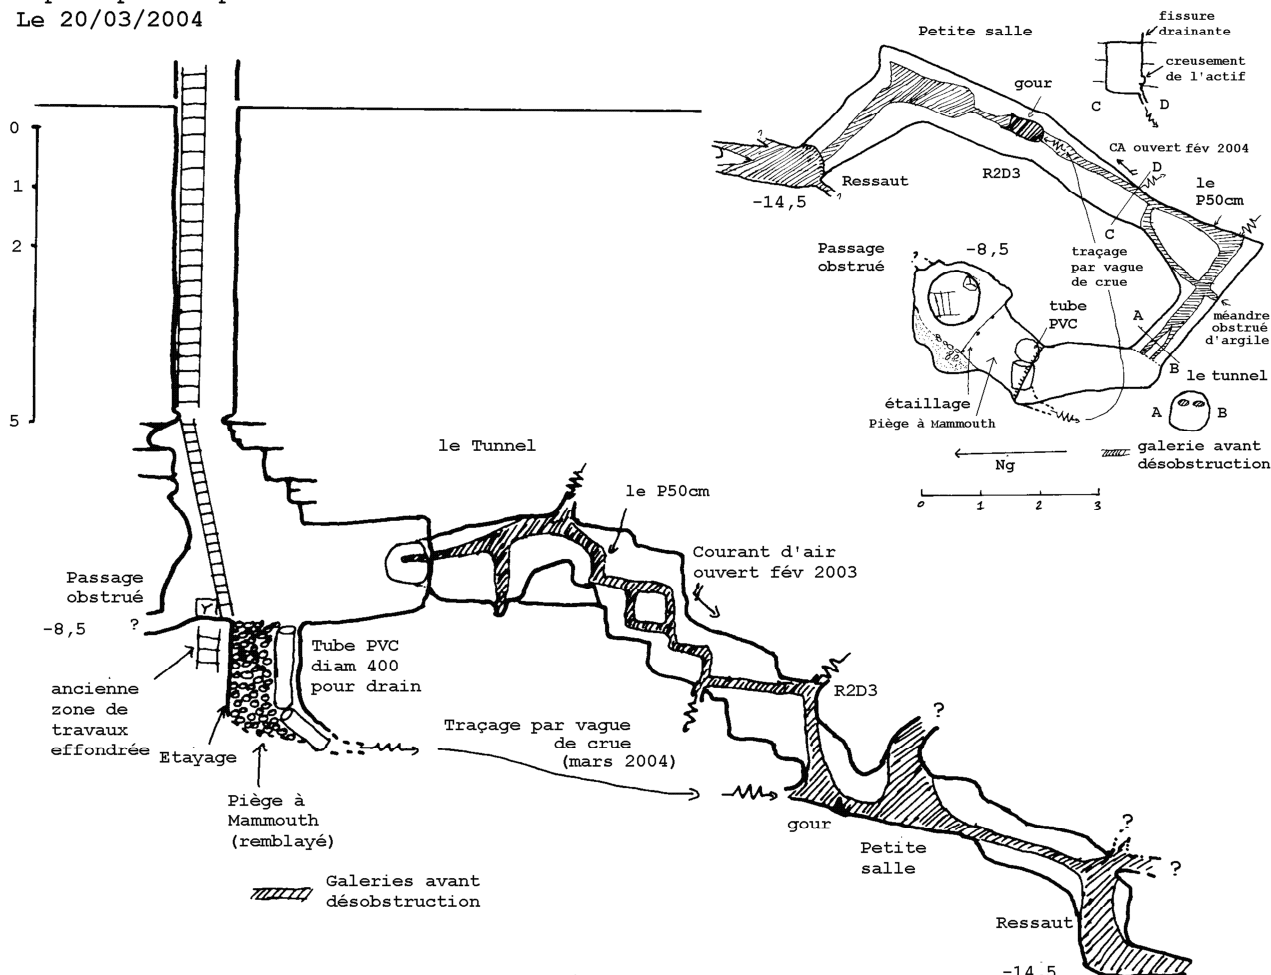 Le 20/03/2004
0
1
2
5
le Tunnel
le P50cm
Courant d'air
ouvert fév 2003
Passage
obstrué
-8,5
?
ancienne
zone de
travaux
effondrée
Etayage
Piège à
Mammouth
(remblayé)
Tube PVC
diam 400
pour drain
Traçage par vague
de crue
(mars 2004)
R2D3
gour
Petite
salle
?
?
?
Ressaut
-14,5
Galeries avant
désobstruction
Petite salle
gour
fissure
drainante
creusement
de l'actif
C
D
CA ouvert fév 2004
D
le
P50cm
R2D3
C
?
Ressaut
?
-14,5
traçage
par vague
de crue
Passage
obstrué
?
-8,5
tube
PVC
A
B
méandre
obstrué
d'argile
le tunnel
A
B
étaillage
Piège à Mammouth
Ng
galerie avant
désobstruction
0
1
2
3